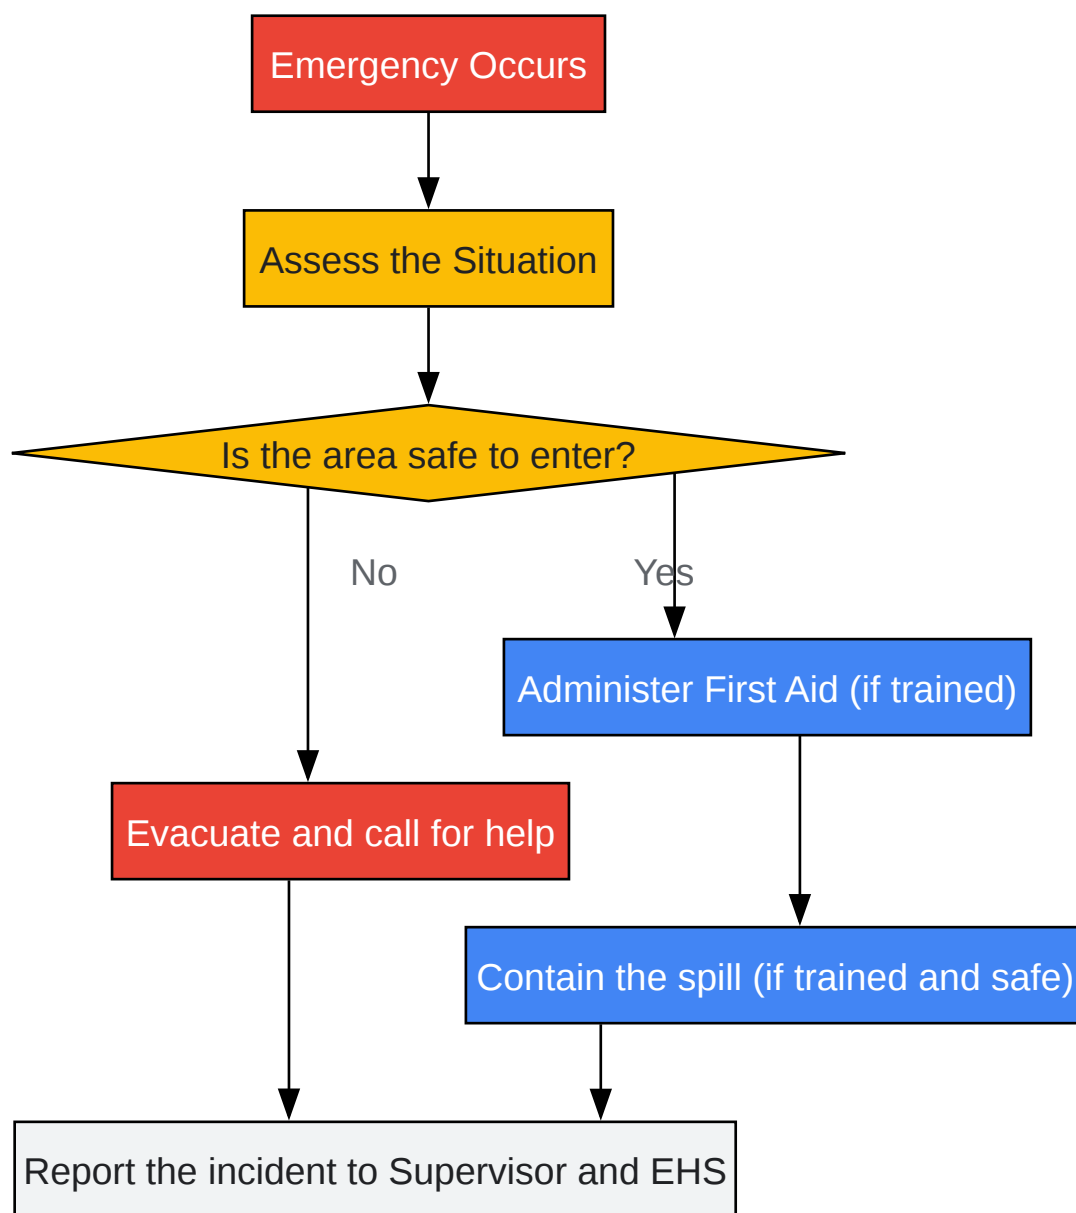 Emergency Occurs
Assess the Situation
Is the area safe to enter?
No
Yes
Administer First Aid (if trained)
Evacuate and call for help
Contain the spill (if trained and safe)
Report the incident to Supervisor and EHS